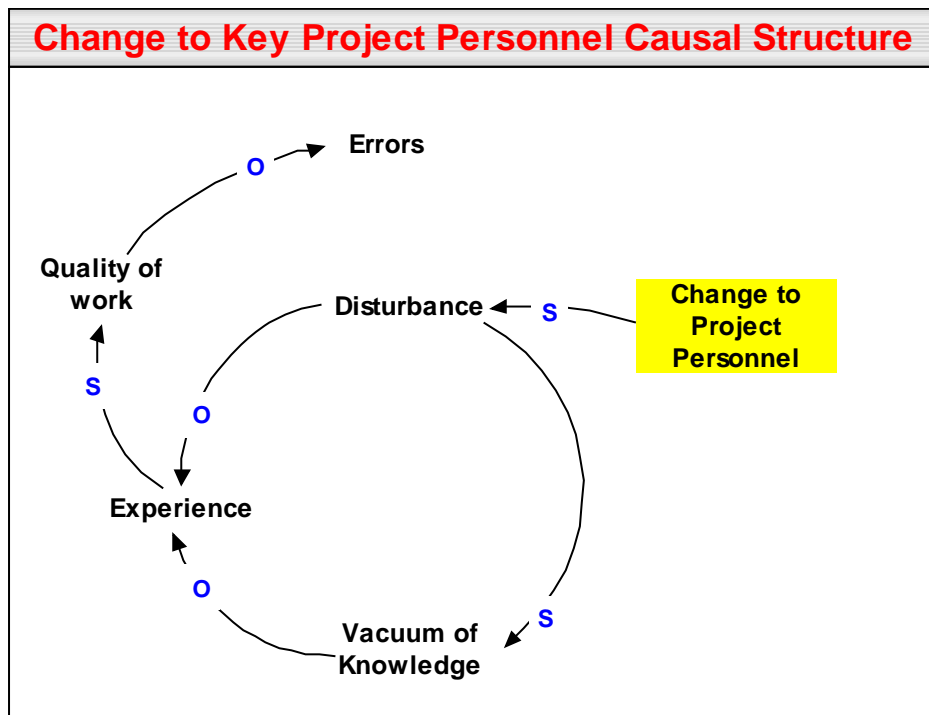 Change to Key Project Personnel Causal Structure
Errors
O
Quality of
work
Disturbance
S
Change to
Project
Personnel
S
O
Experience
O
S
Vacuum of
Knowledge